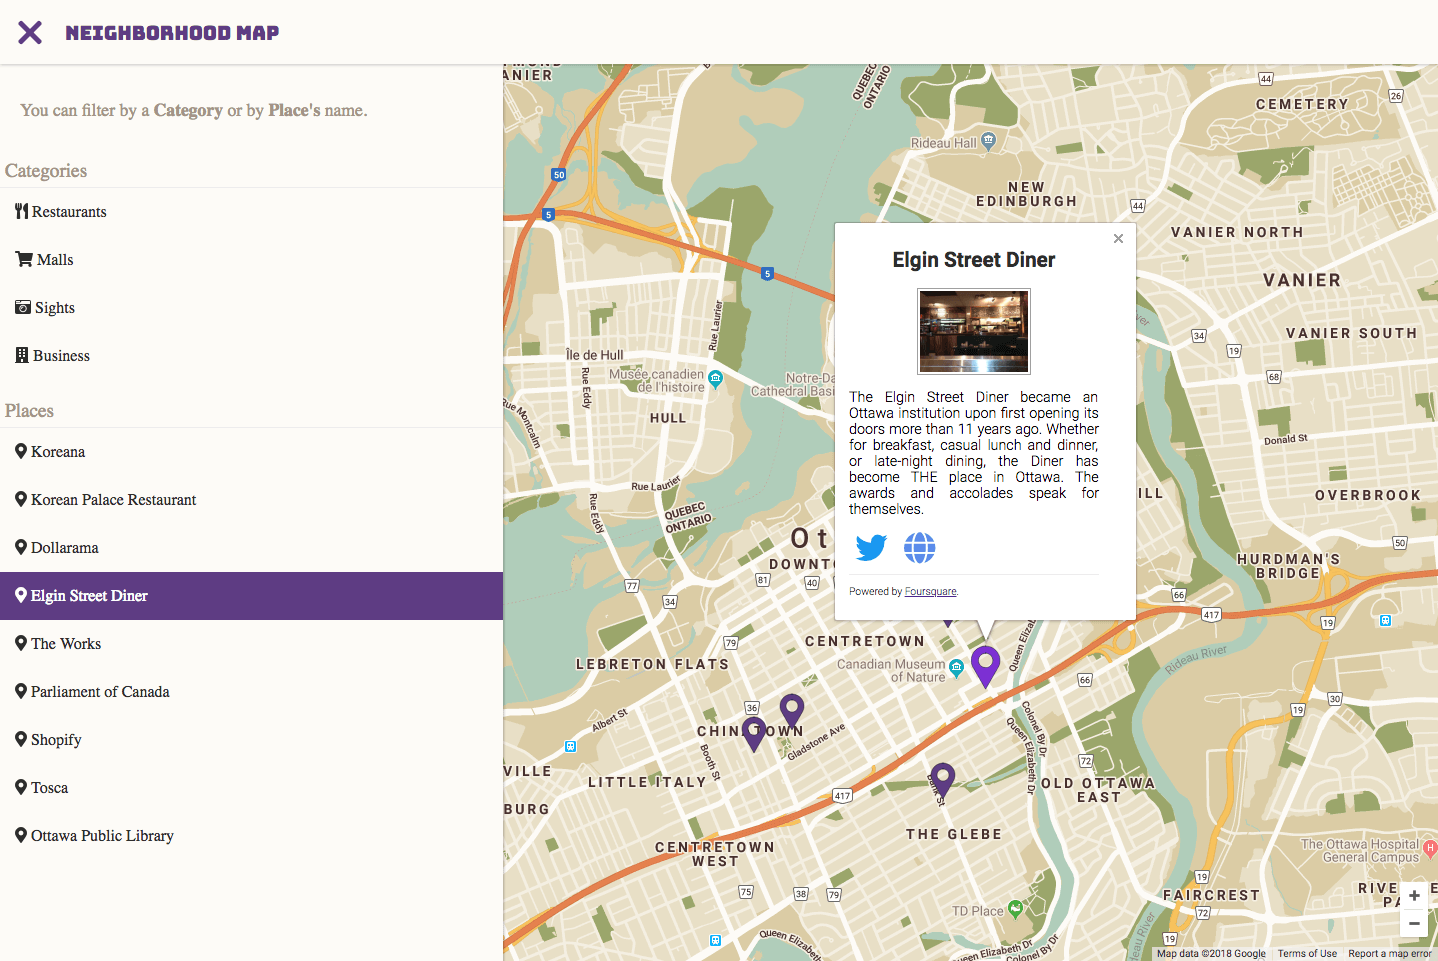 NEIGHBORHOOD MAP
You can filter by a Category or by Place's name.
Categories
Restaurants
Malls
Sights
Business
Places
Koreana
Korean Palace Restaurant
Dollarama
Elgin Street Diner
The Works
Parliament of Canada
Shopify
Tosca
Ottawa Public Library
ANIER
QUEBEC
ONTARIO
44
CEMETERY
26
Rideau Hall
50
NEW
EDINBURGH
44
5
VANIER NORTH
5
VANIER
Rue Laurier
34
VANIER SOUTH
19
Île de Hull
Musée canadien
de l'histoire
Rue Eddy
Notre-Da
Cathedral Basi
68
Rue Montcalm
HULL
Donald St
Rue Laurier
Rue Eddy
QUEBEC
ONTARIO
ILL
OVERBROOK
Elgin Street Diner
The Elgin Street Diner became an
Ottawa institution upon first opening its
doors more than 11 years ago. Whether
for breakfast, casual lunch and dinner,
or late-night dining, the Diner has
become THE place in Ottawa. The
awards and accolades speak for
themselves.
Powered by Foursquare.
Ot
DOWNTO
50
HURDMAN'S
BRIDGE
81
40
77
34
66
417
19
79
CENTRETOWN
Queen Elizab
LEBRETON FLATS
Canadian Museum
of Nature
Rideau River
66
30
36
19
Albert St
CHINATOWN
Gladstone Ave
Booth St
Colonel By Dr
Queen Elizabeth Dr
72
VILLE
LITTLE ITALY
Bank St
OLD OTTAWA
EAST
417
BURG
THE GLEBE
CENTRETOWN
WEST
The Ottawa Hospital
General Campus
H
19
75
38
79
FAIRCREST
RIVE
E
PA
72
TD Place
River
19
Queen Elizabeth Dr
Colonel By Dr
Queen Elizabe
+
−
Map data ©2018 Google
Terms of Use
Report a map error